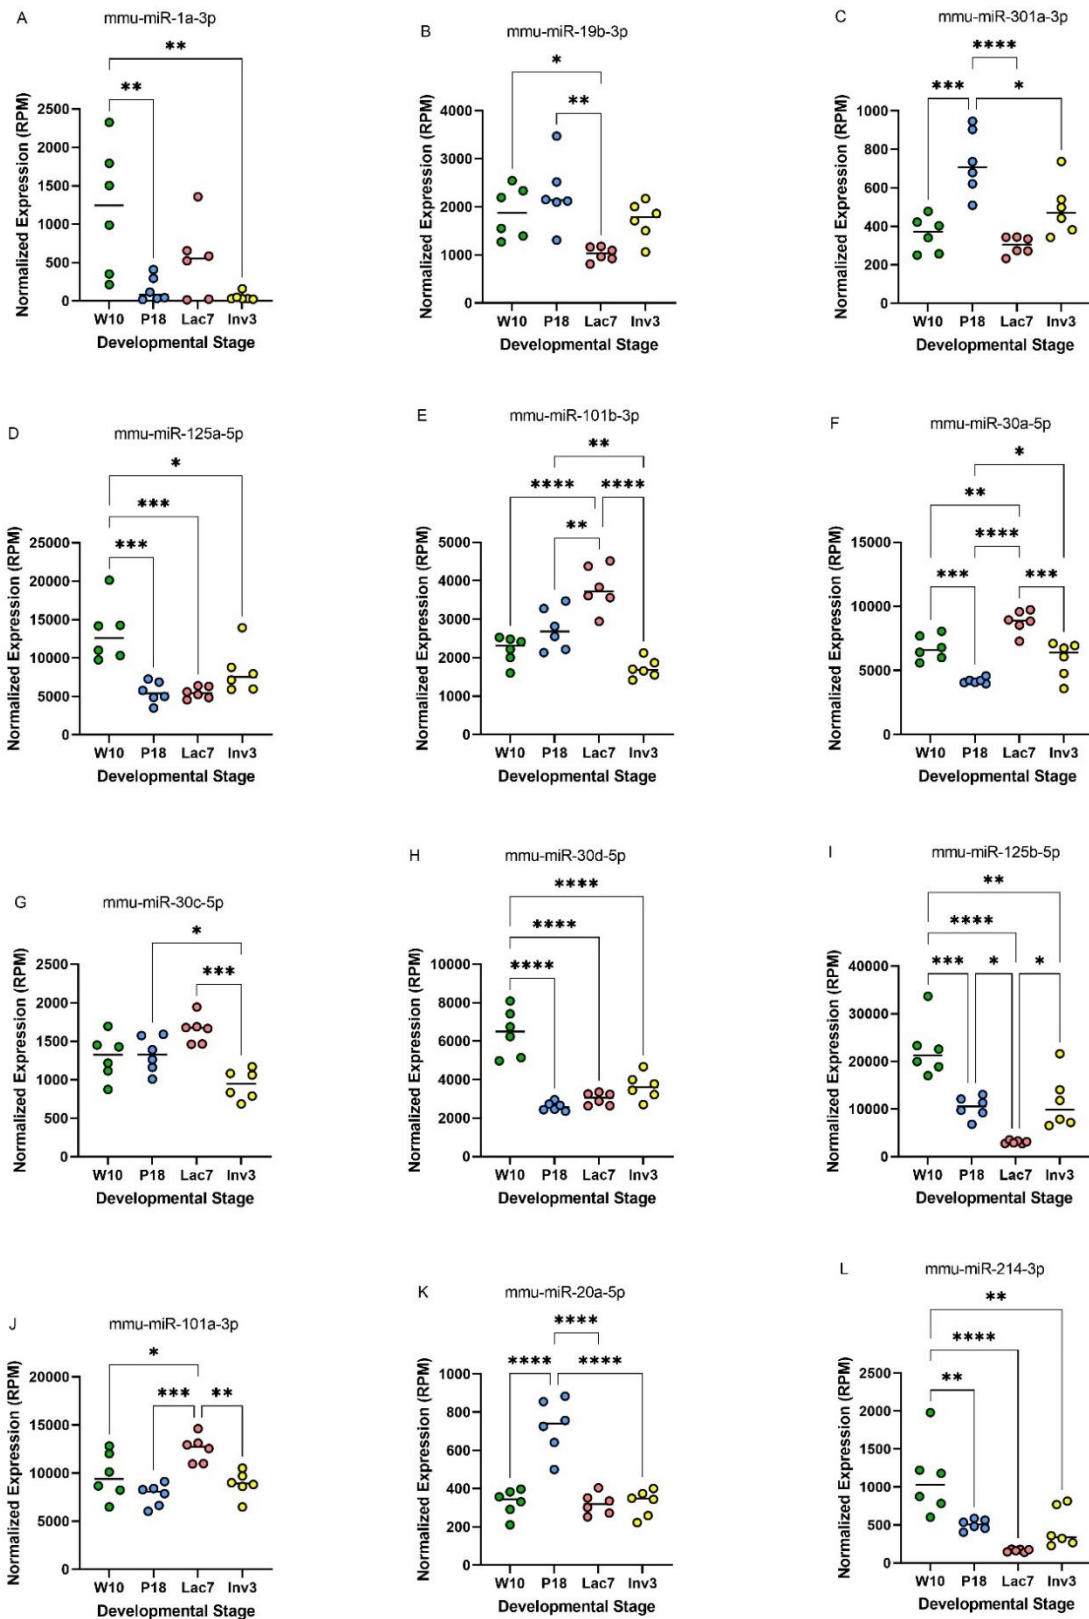 A
mmu-miR-1a-3p
**
**
Normalized Expression (RPM)
2500
2000
1500
1000
500
0
W10 P18 Lac7 Inv3
Developmental Stage
B
mmu-miR-19b-3p
*
**
Normalized Expression (RPM)
4000
3000
2000
1000
0
W10 P18 Lac7 Inv3
Developmental Stage
C
mmu-miR-301a-3p
****
*** *
Normalized Expression (RPM)
1000
800
600
400
200
0
W10 P18 Lac7 Inv3
Developmental Stage
D
mmu-miR-125a-5p
*
***
***
Normalized Expression (RPM)
25000
20000
15000
10000
5000
0
W10 P18 Lac7 Inv3
Developmental Stage
E
mmu-miR-101b-3p
**
**** ****
**
Normalized Expression (RPM)
5000
4000
3000
2000
1000
0
W10 P18 Lac7 Inv3
Developmental Stage
F
mmu-miR-30a-5p
*
**
****
*** ***
Normalized Expression (RPM)
15000
10000
5000
0
W10 P18 Lac7 Inv3
Developmental Stage
G
mmu-miR-30c-5p
*
***
Normalized Expression (RPM)
2500
2000
1500
1000
500
0
W10 P18 Lac7 Inv3
Developmental Stage
H
mmu-miR-30d-5p
****
****
****
Normalized Expression (RPM)
10000
8000
6000
4000
2000
0
W10 P18 Lac7 Inv3
Developmental Stage
I
mmu-miR-125b-5p
**
****
*** * *
Normalized Expression (RPM)
40000
30000
20000
10000
0
W10 P18 Lac7 Inv3
Developmental Stage
J
mmu-miR-101a-3p
*
*** **
Normalized Expression (RPM)
20000
15000
10000
5000
0
W10 P18 Lac7 Inv3
Developmental Stage
K
mmu-miR-20a-5p
****
**** ****
Normalized Expression (RPM)
1000
800
600
400
200
0
W10 P18 Lac7 Inv3
Developmental Stage
L
mmu-miR-214-3p
**
****
**
Normalized Expression (RPM)
2500
2000
1500
1000
500
0
W10 P18 Lac7 Inv3
Developmental Stage